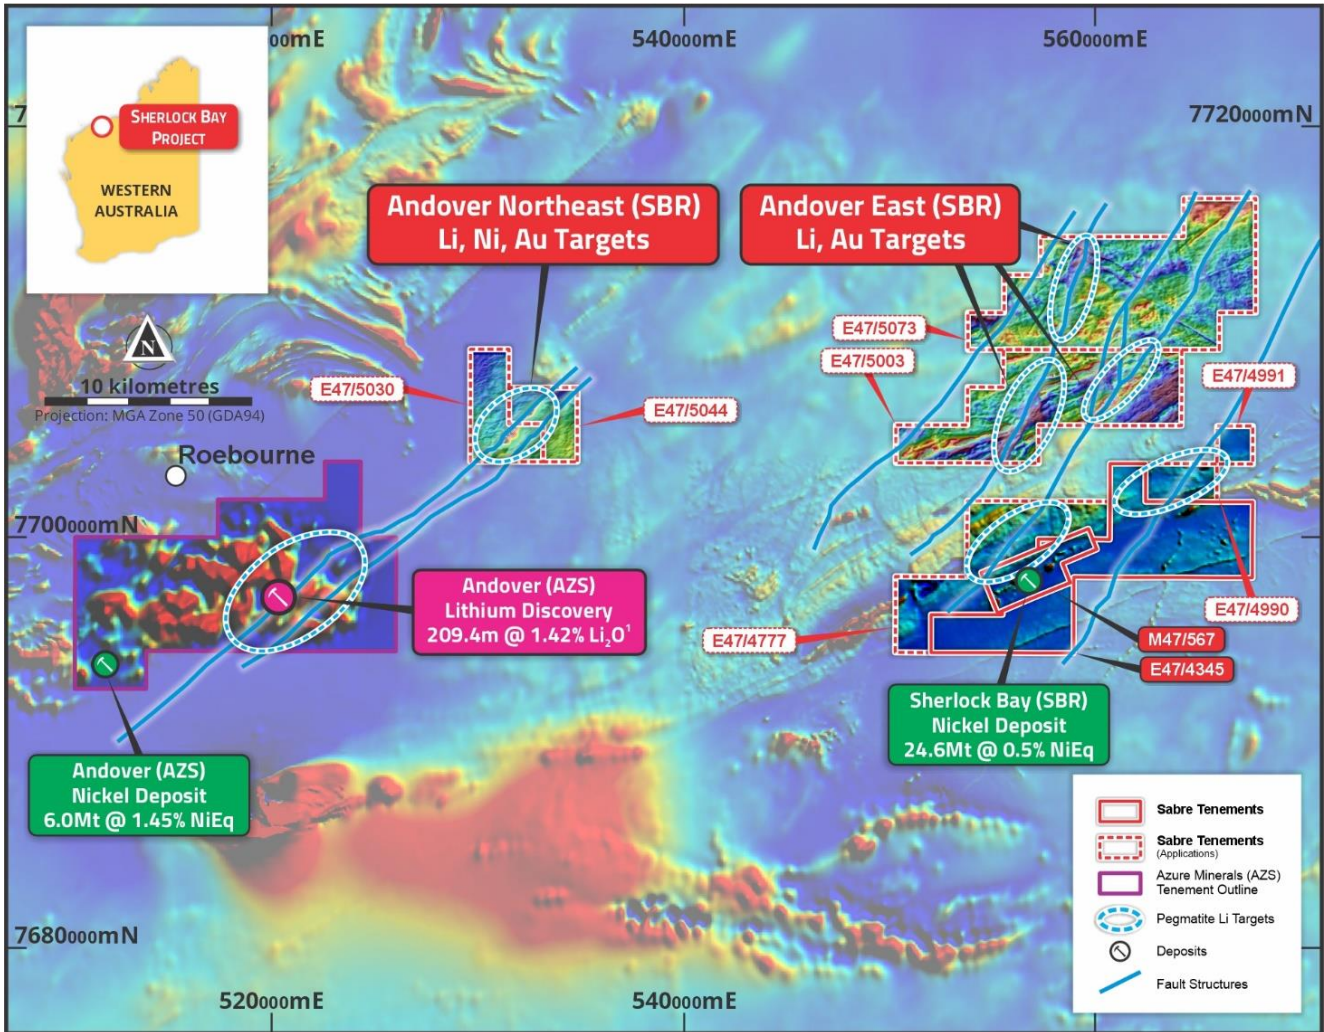 000mE
540000mE
560000mE
7
7720000mN
SHERLOCK BAY
PROJECT
WESTERN
AUSTRALIA
Andover Northeast (SBR)
Li, Ni, Au Targets
Andover East (SBR)
Li, Au Targets
N
10 kilometres
Projection: MGA Zone 50 (GDA94)
E47/5030
E47/5044
E47/5073
E47/5003
E47/4991
Roebourne
7700000mN
Andover (AZS)
Lithium Discovery
209.4m @ 1.42% Li₂O¹
E47/4777
E47/4990
M47/567
E47/4345
Sherlock Bay (SBR)
Nickel Deposit
24.6Mt @ 0.5% NiEq
Andover (AZS)
Nickel Deposit
6.0Mt @ 1.45% NiEq
7680000mN
520000mE
540000mE
Sabre Tenements
Sabre Tenements
(Applications)
Azure Minerals (AZS)
Tenement Outline
Pegmatite Li Targets
Deposits
Fault Structures